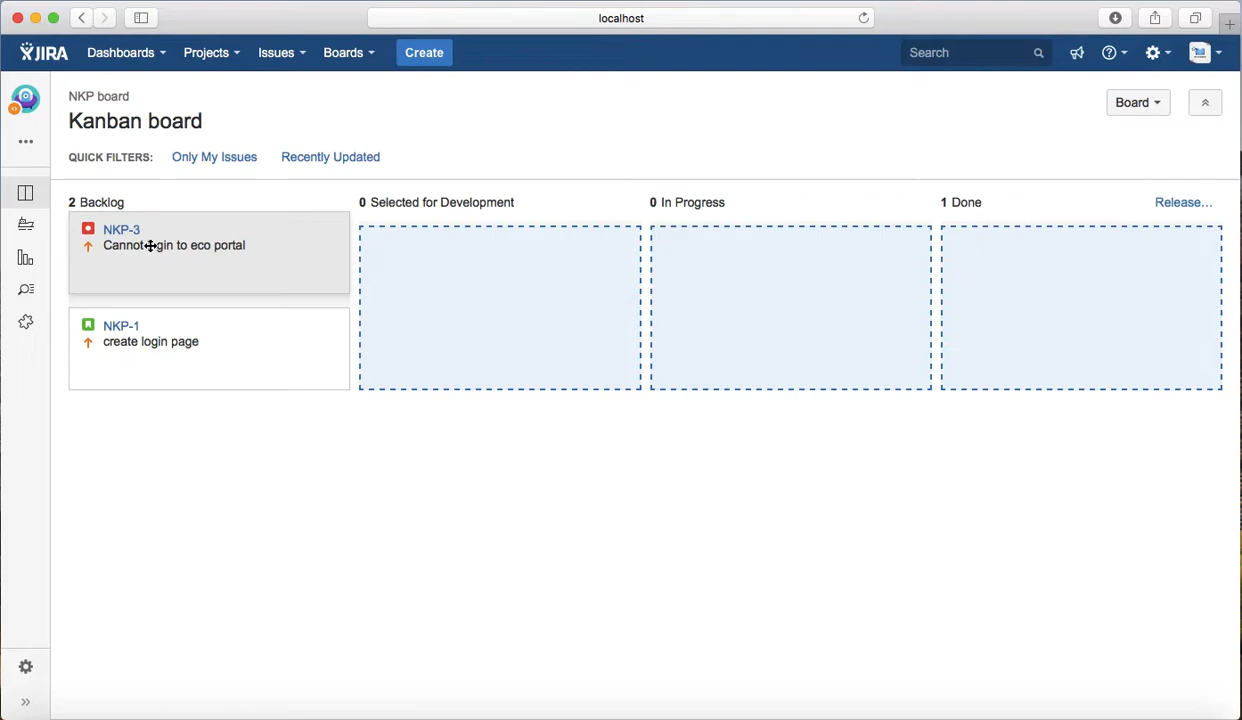 localhost
JIRA Dashboards Projects Issues Boards Create Search
NKP board
Kanban board
Board
QUICK FILTERS: Only My Issues Recently Updated
2 Backlog 0 Selected for Development 0 In Progress 1 Done Release...
NKP-3
Cannot gin to eco portal
NKP-1
create login page